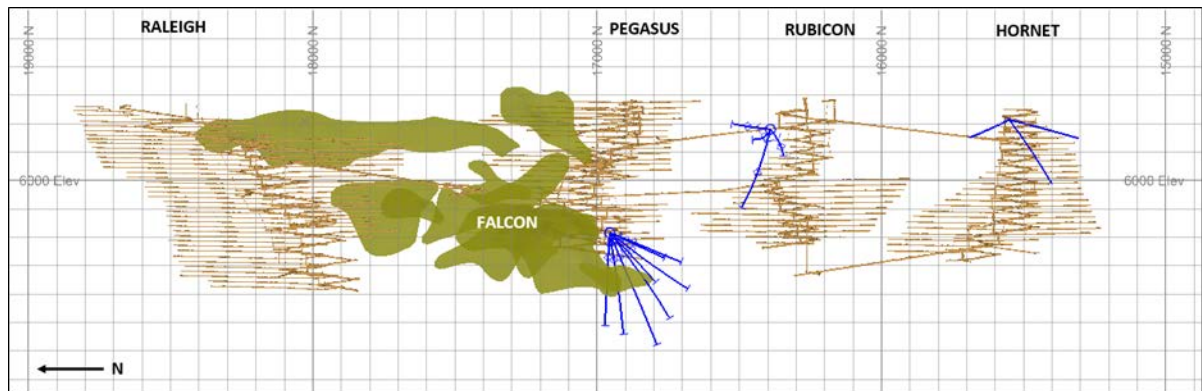 RALEIGH
PEGASUS
RUBICON
HORNET
19000 N
18000 N
17000 N
16000 N
15000 N
6000 Elev
6000 Elev
FALCON
N